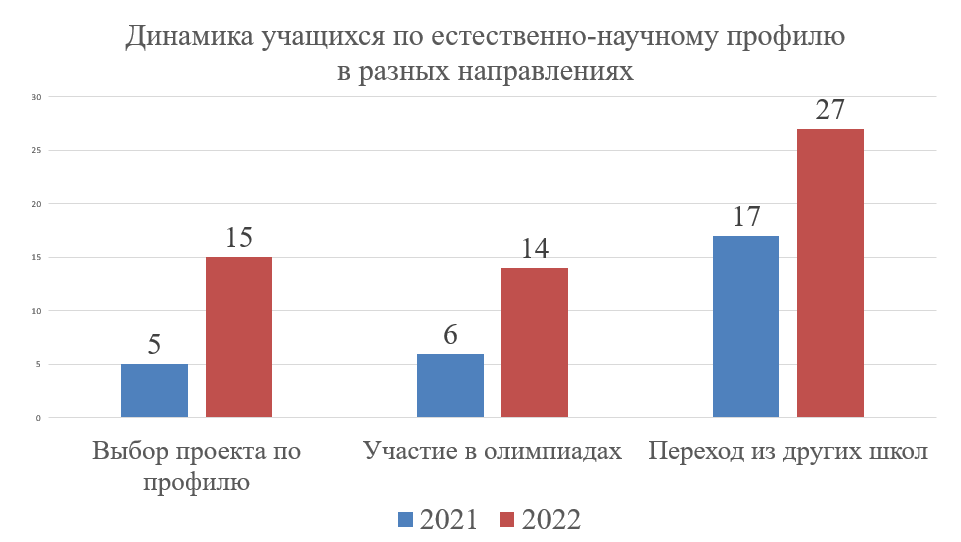 Динамика учащихся по естественно-научному профилю
в разных направлениях
30
25
20
15
10
5
0
5
15
6
14
17
27
Выбор проекта по
профилю
Участие в олимпиадах
Переход из других школ
2021
2022